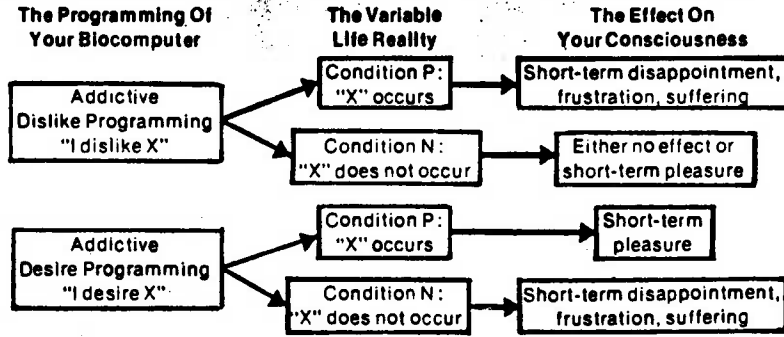 The Programming Of
Your Biocomputer
The Variable
Life Reality
The Effect On
Your Consciousness
Addictive
Dislike Programming
"I dislike X"
Condition P:
"X" occurs
Short-term disappointment,
frustration, suffering
Condition N:
"X" does not occur
Either no effect or
short-term pleasure
Addictive
Desire Programming
"I desire X"
Condition P:
"X" occurs
Short-term
pleasure
Condition N:
"X" does not occur
Short-term disappointment,
frustration, suffering